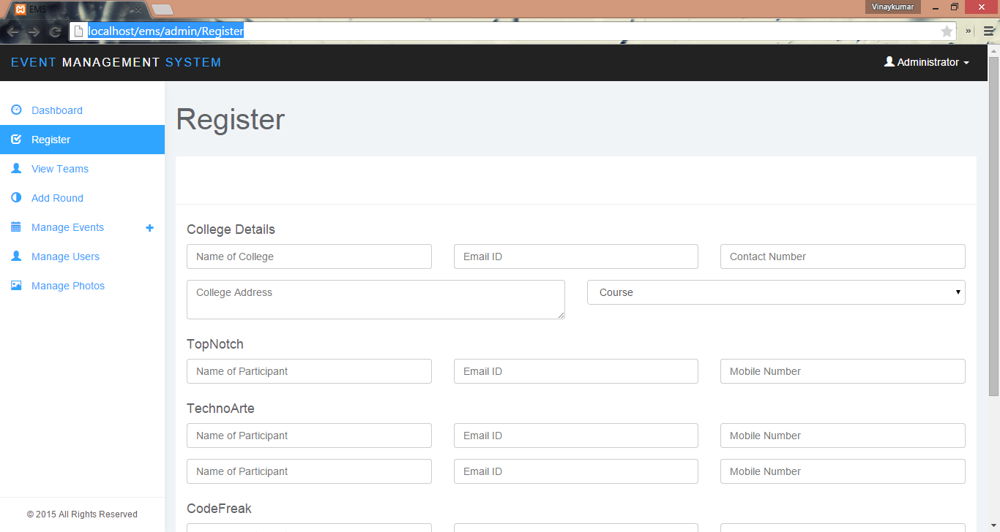 EMS
Vinaykumar
localhost/ems/admin/Register
EVENT MANAGEMENT SYSTEM
Administrator
Dashboard
Register
View Teams
Add Round
Manage Events
Manage Users
Manage Photos
© 2015 All Rights Reserved
Register
College Details
Name of College Email ID Contact Number
College Address Course
TopNotch
Name of Participant Email ID Mobile Number
TechnoArte
Name of Participant Email ID Mobile Number
Name of Participant Email ID Mobile Number
CodeFreak